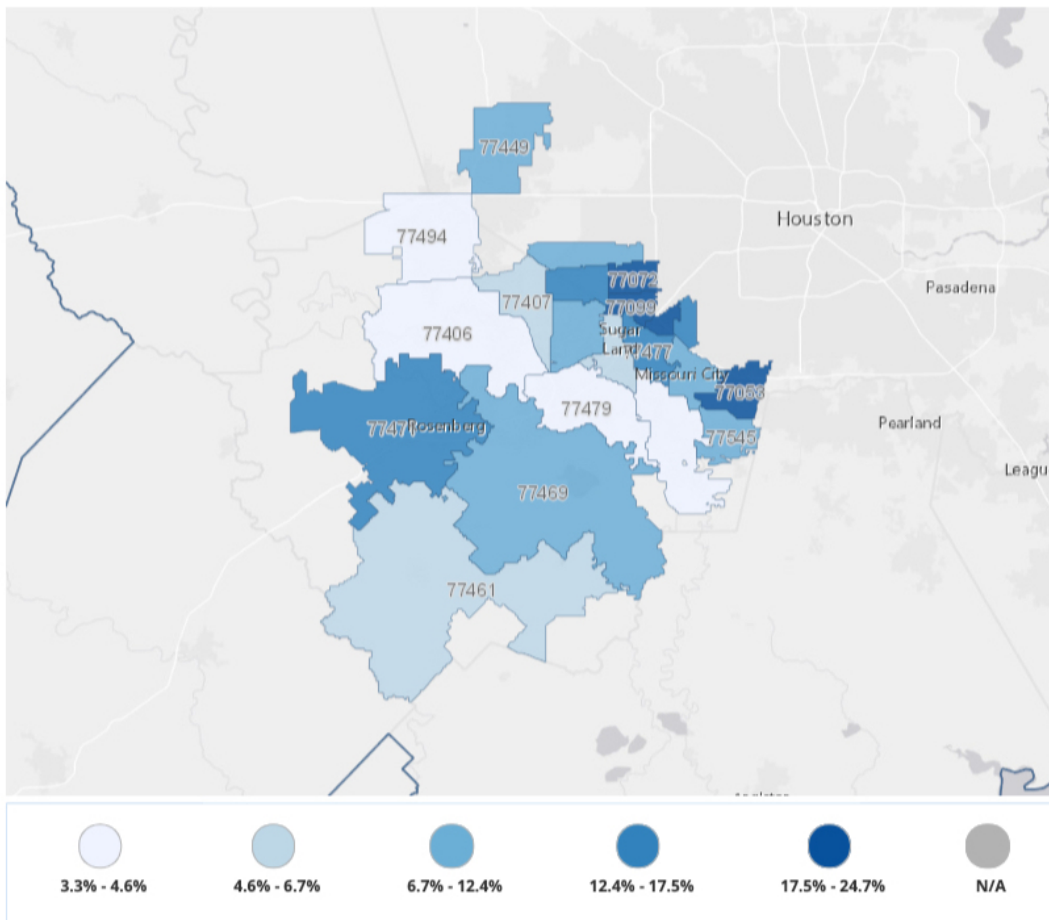 77449
Houston
77494
77072
Pasadena
77407
77099
Sugar
77406
Land
77477
Missouri City
77053
77479
Pearland
77471
Rosenberg
77545
Leagu
77469
77461
3.3% - 4.6%
4.6% - 6.7%
6.7% - 12.4%
12.4% - 17.5%
17.5% - 24.7%
N/A